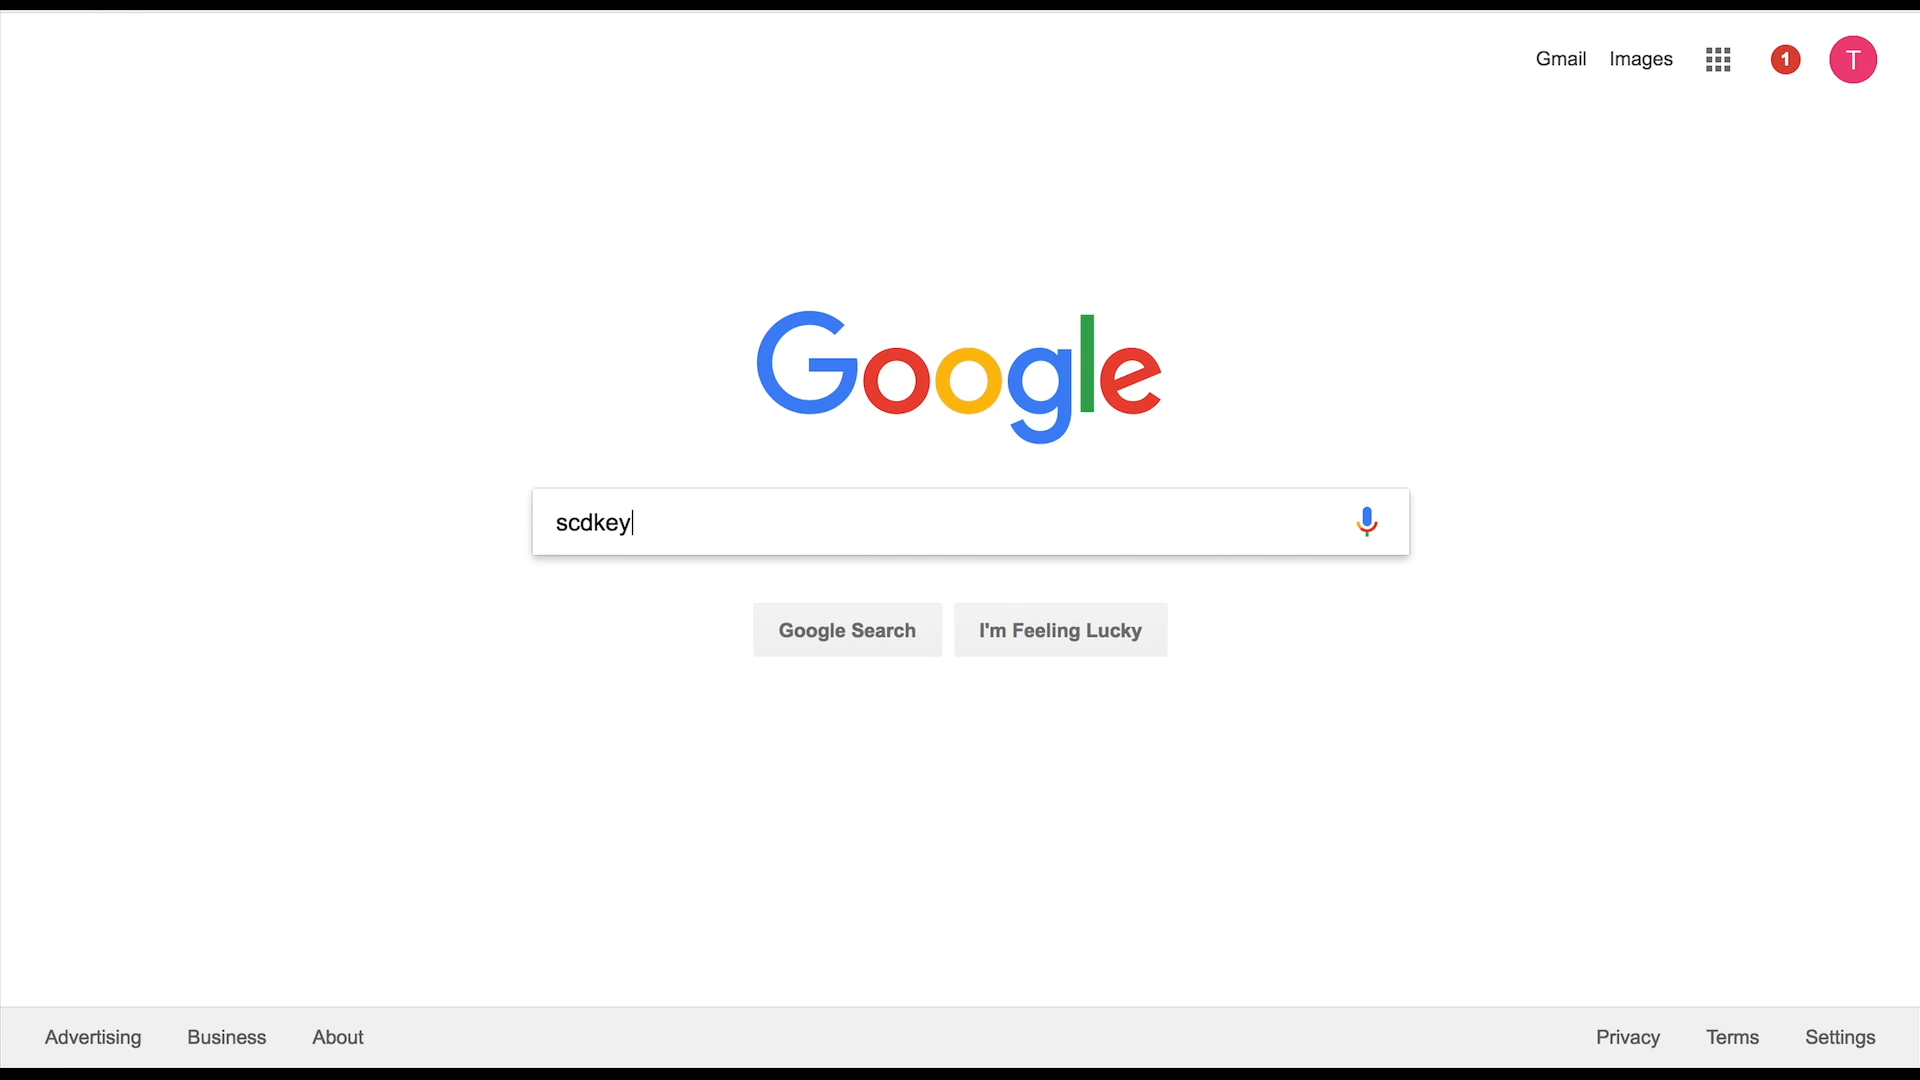 Gmail Images 1 T
Google
scdkey
Google Search I'm Feeling Lucky
Advertising Business About Privacy Terms Settings